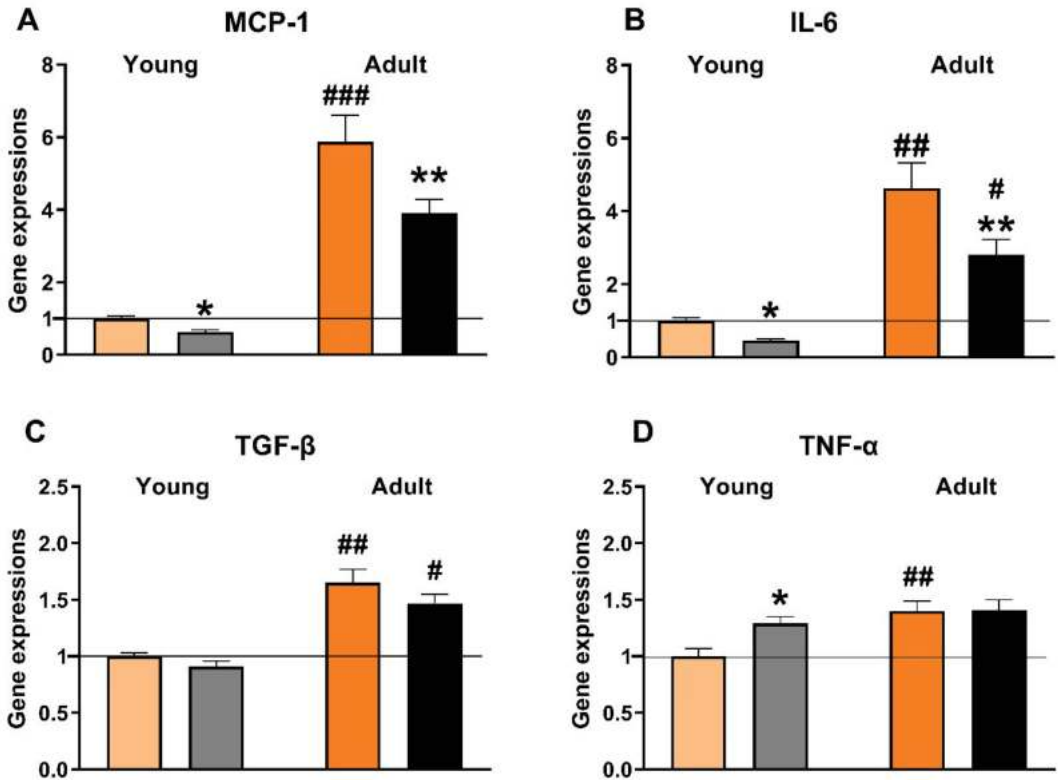 A
MCP-1
Young
Adult
Gene expressions
8
6
4
2
1
0
*
###
**
B
IL-6
Young
Adult
Gene expressions
8
6
4
2
1
0
*
##
#
**
C
TGF-β
Young
Adult
Gene expressions
2.5
2.0
1.5
1
0.5
0.0
##
#
D
TNF-α
Young
Adult
Gene expressions
2.5
2.0
1.5
1
0.5
0.0
*
##